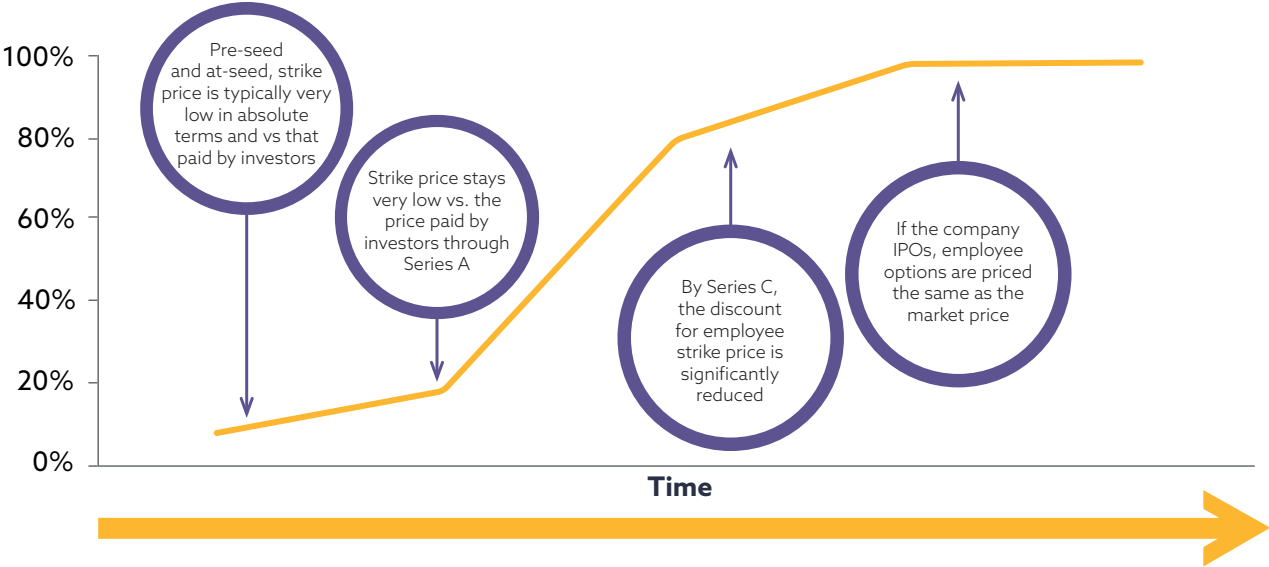 100%
80%
60%
40%
20%
0%
Pre-seed
and at-seed, strike
price is typically very
low in absolute
terms and vs that
paid by investors
Strike price stays
very low vs. the
price paid by
investors through
Series A
By Series C,
the discount
for employee
strike price is
significantly
reduced
If the company
IPOs, employee
options are priced
the same as the
market price
Time